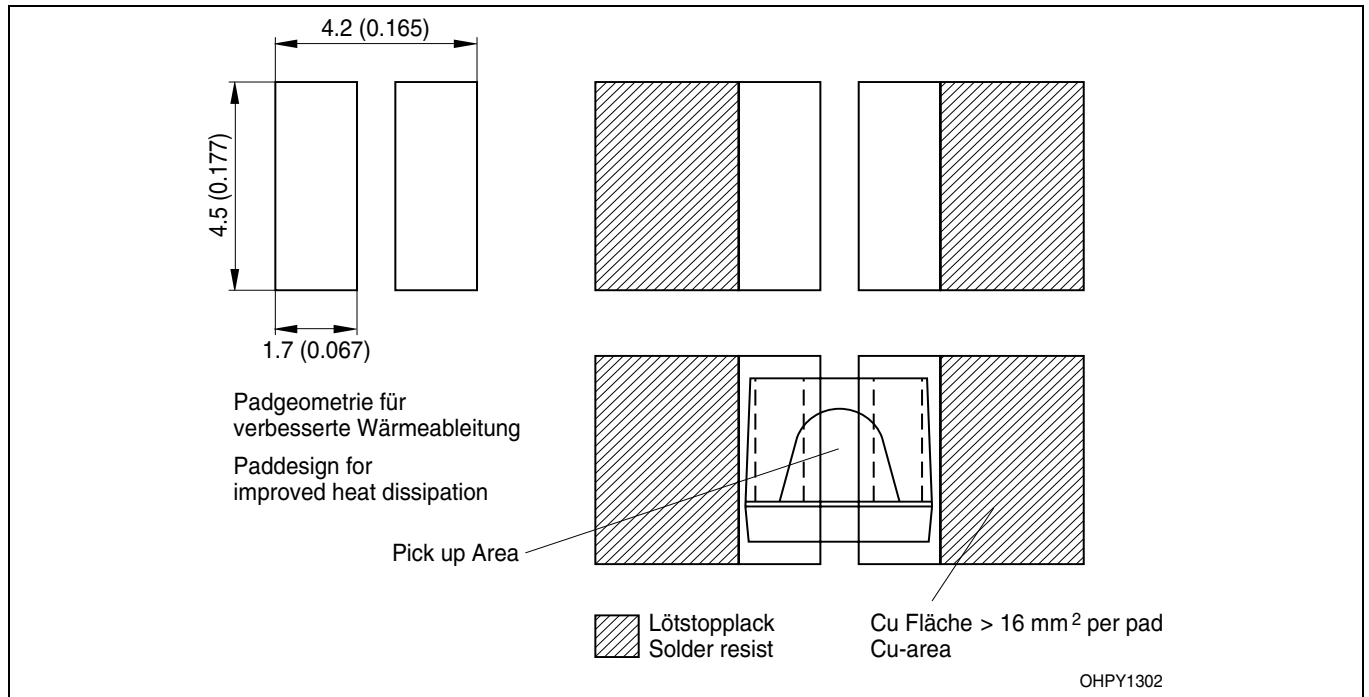 4.2 (0.165)
4.5 (0.177)
1.7 (0.067)
Padgeometrie für
verbesserte Wärmeableitung
Paddesign for
improved heat dissipation
Pick up Area
Lötstopplack
Solder resist
Cu Fläche > 16 mm² per pad
Cu-area
OHPY1302